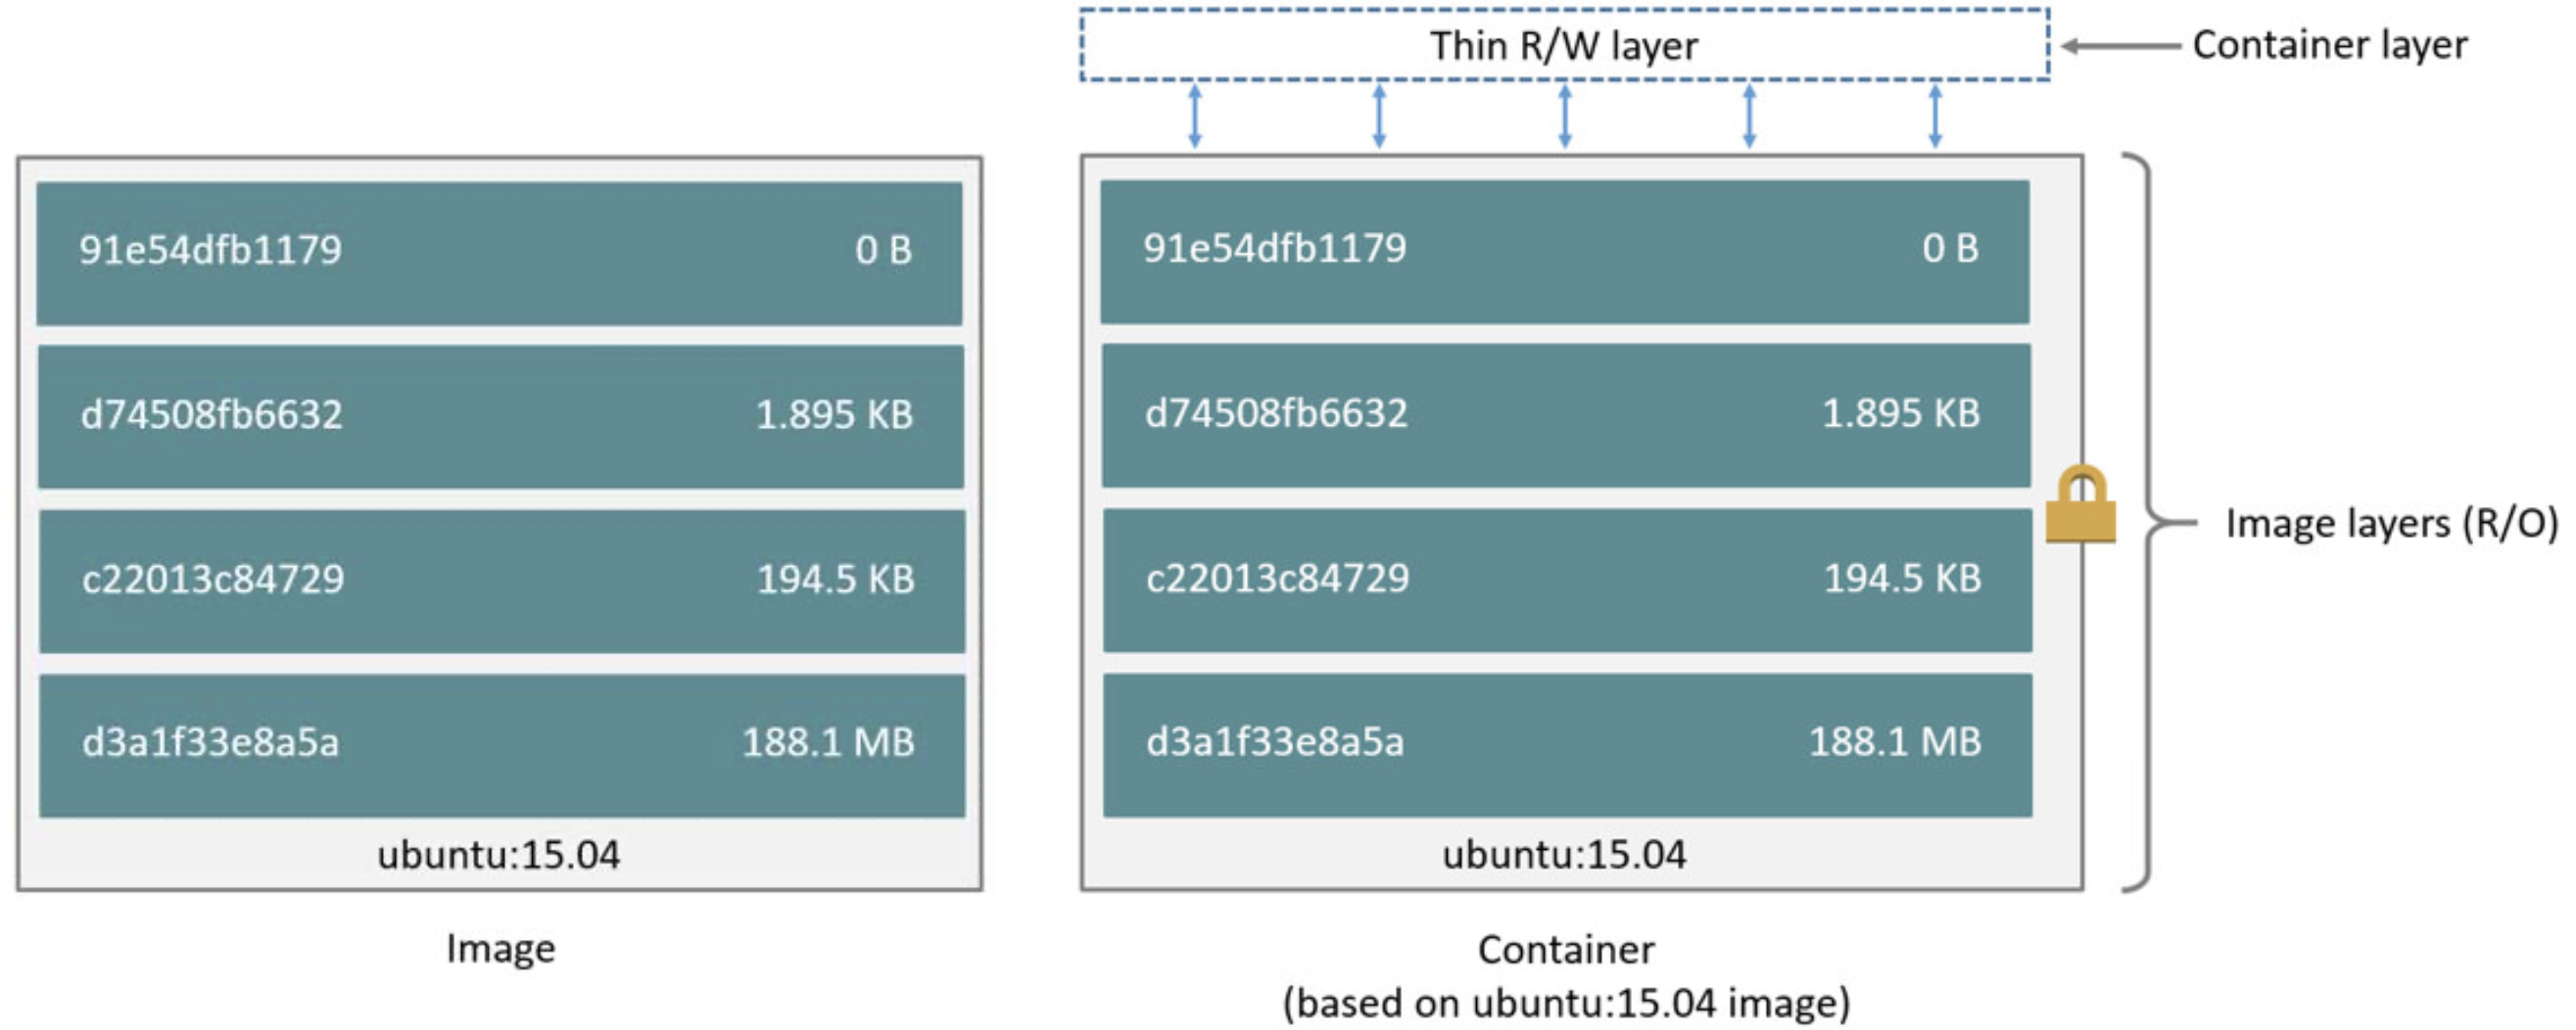 Thin R/W layer
Container layer
91e54dfb1179 0 B
d74508fb6632 1.895 KB
c22013c84729 194.5 KB
d3a1f33e8a5a 188.1 MB
ubuntu:15.04
Image
91e54dfb1179 0 B
d74508fb6632 1.895 KB
c22013c84729 194.5 KB
d3a1f33e8a5a 188.1 MB
ubuntu:15.04
Image layers (R/O)
Container
(based on ubuntu:15.04 image)